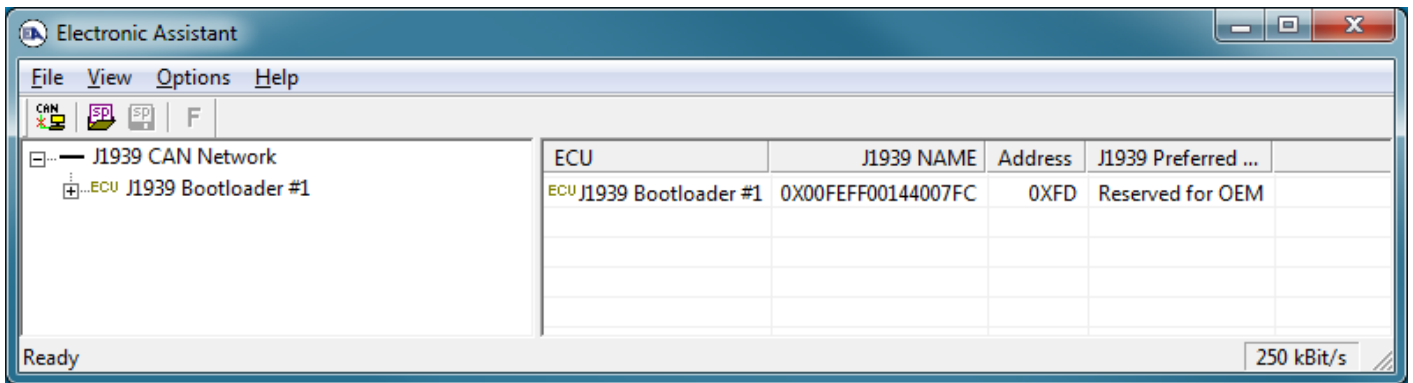 Electronic Assistant
File View Options Help
CAN SP SP F
J1939 CAN Network
ECU J1939 Bootloader #1
ECU J1939 NAME Address J1939 Preferred ...
ECU J1939 Bootloader #1 0X00FEFF00144007FC 0XFD Reserved for OEM
Ready 250 kBit/s